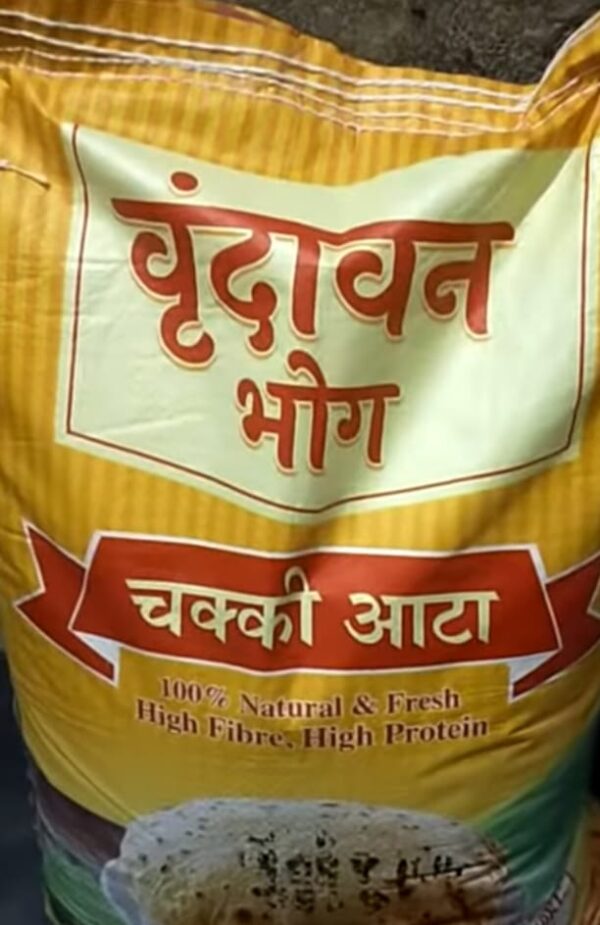 वृंदावन
भोग
चक्की आटा
100% Natural & Fresh
High Fibre, High Protein